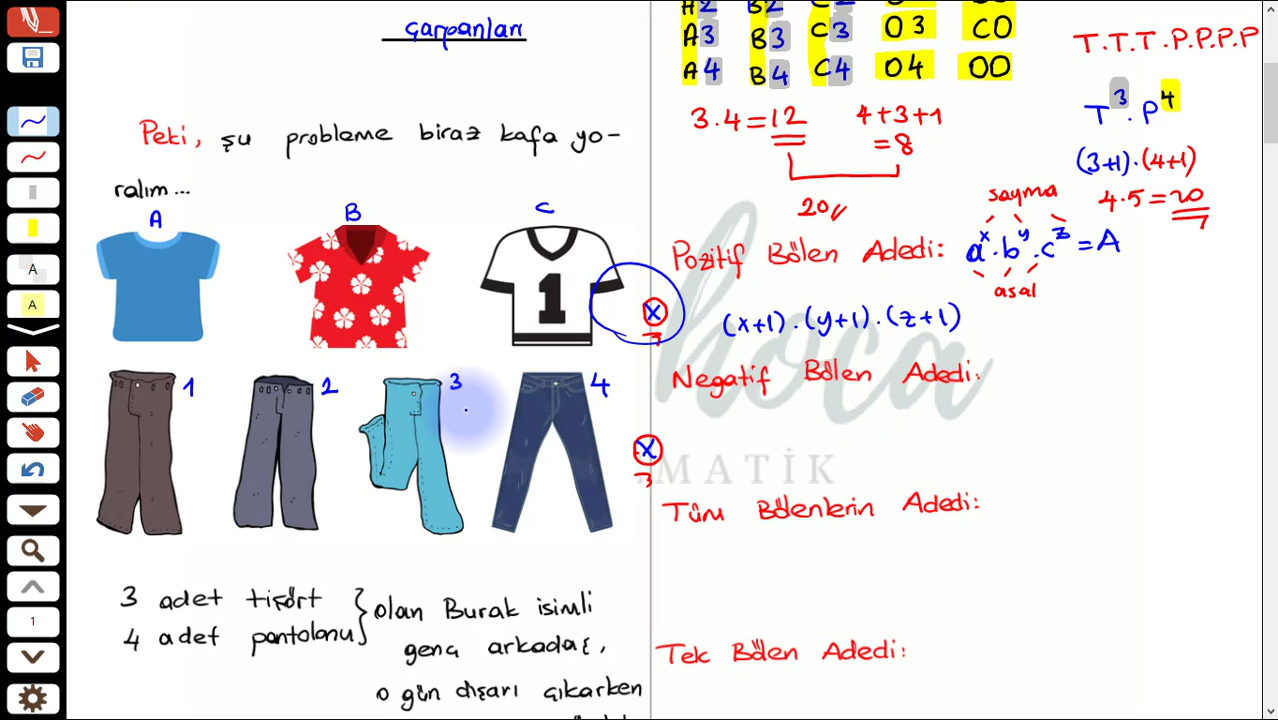 çarpanları
Peki, şu probleme biraz kafa yo-
ralım...
A
B
C
1
1
2
3
4
X
X
3
3 adet tişört
4 adet pantolonu
olan Burak isimli
genç arkadaş,
o gün dışarı çıkarken
A2 B2 C2
A3 B3 C3 03 C0
A4 B4 C4 04 00
3.4=12
4+3+1
=8
20
T.T.T.P.P.P.P
T³.P⁴
(3+1).(4+1)
4.5=20
sayma
Pozitif Bölen Adedi: aˣ.bʸ.cᶻ=A
asal
(x+1).(y+1).(z+1)
Negatif Bölen Adedi:
hoca
MATİK
Tüm Bölenlerin Adedi:
Tek Bölen Adedi:
A
A
1